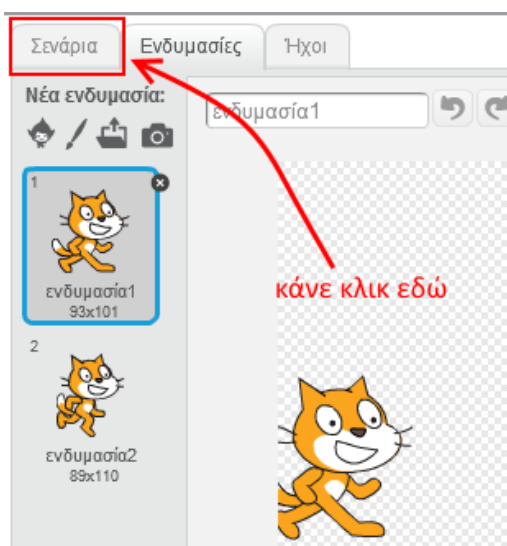 Σενάρια Ενδυμασίες Ήχοι
Νέα ενδυμασία:
ενδυμασία1
1
ενδυμασία1
93x101
κάνε κλικ εδώ
2
ενδυμασία2
89x110